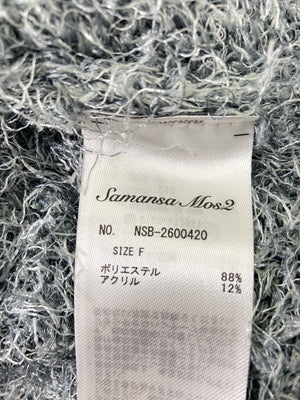 Samansa Mos2
NO. NSB-2600420
SIZE F
ポリエステル 88%
アクリル 12%